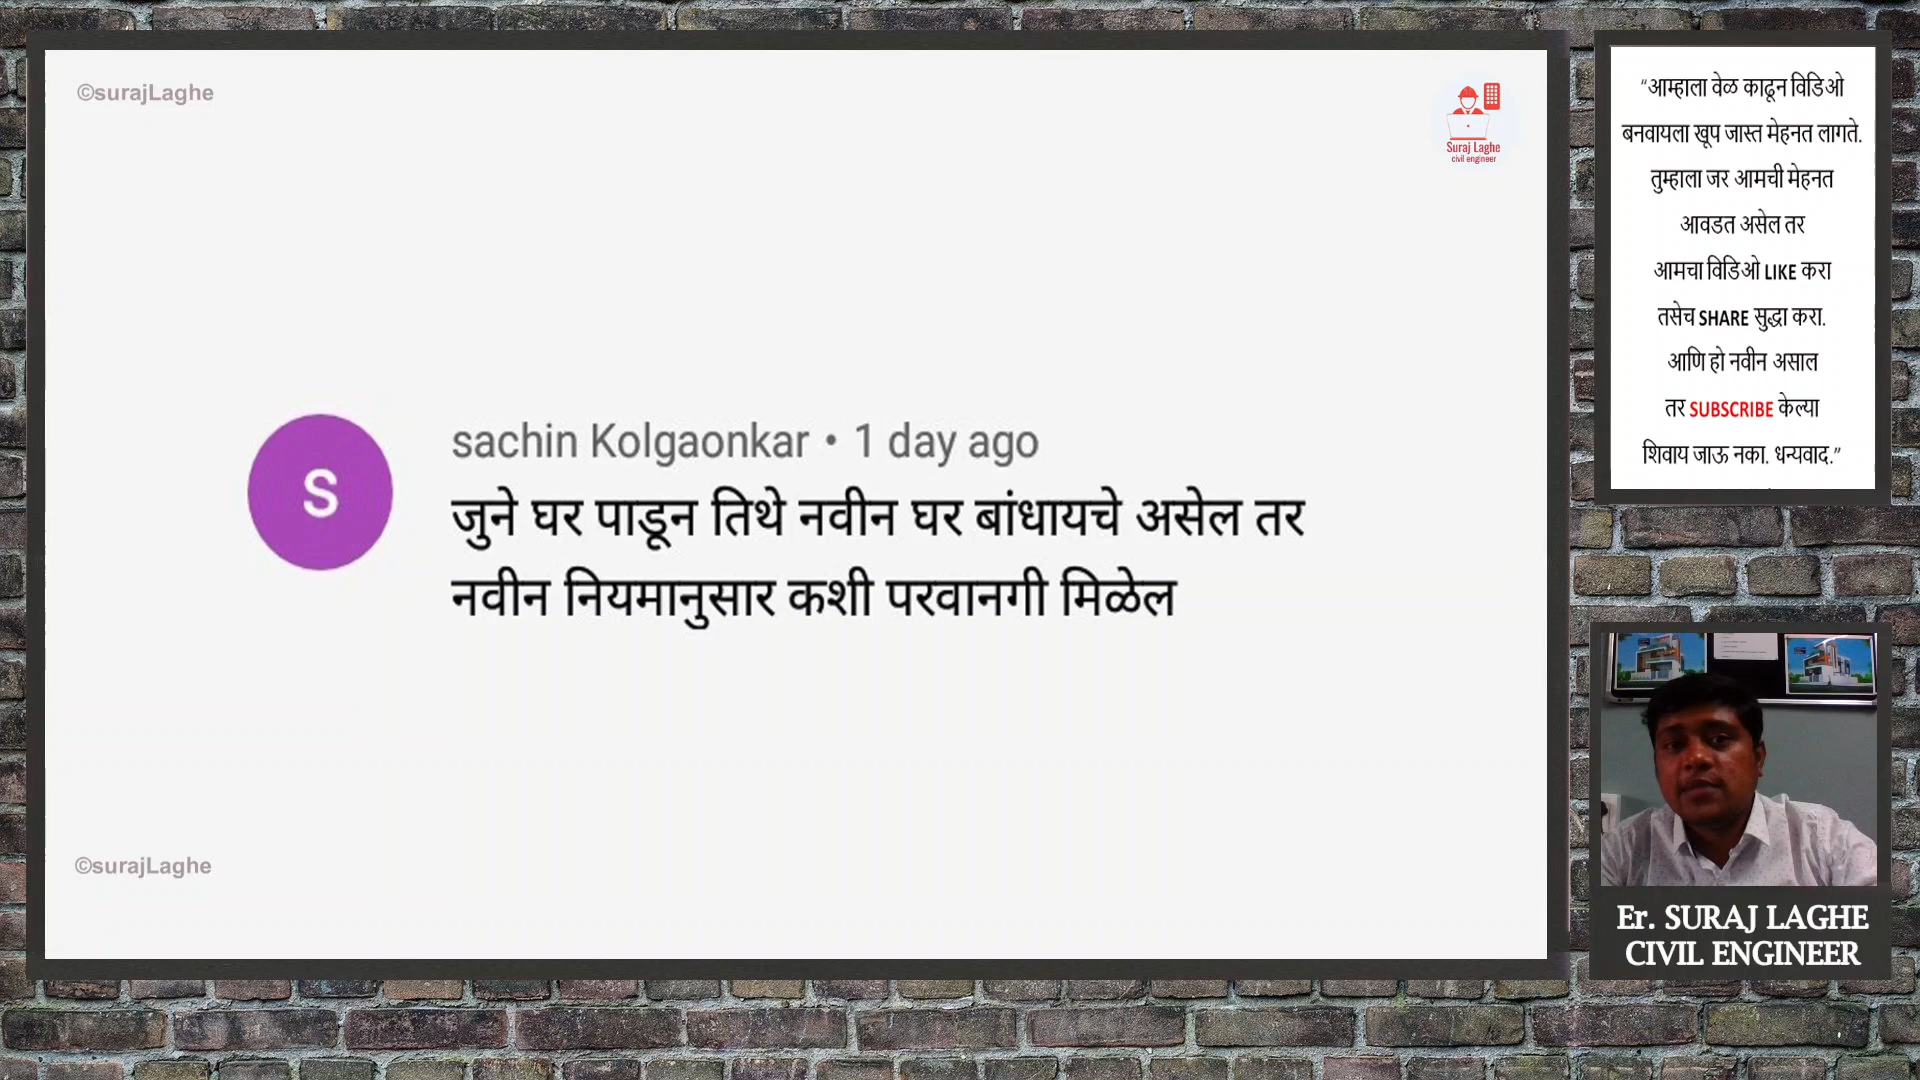 ©surajLaghe
Suraj Laghe
civil engineer
sachin Kolgaonkar • 1 day ago
जुने घर पाडून तिथे नवीन घर बांधायचे असेल तर
नवीन नियमानुसार कशी परवानगी मिळेल
S
©surajLaghe
“आम्हाला वेळ काढून विडिओ
बनवायला खूप जास्त मेहनत लागते.
तुम्हाला जर आमची मेहनत
आवडत असेल तर
आमचा विडिओ LIKE करा
तसेच SHARE सुद्धा करा.
आणि हो नवीन असाल
तर SUBSCRIBE केल्या
शिवाय जाऊ नका. धन्यवाद.”
Er. SURAJ LAGHE
CIVIL ENGINEER